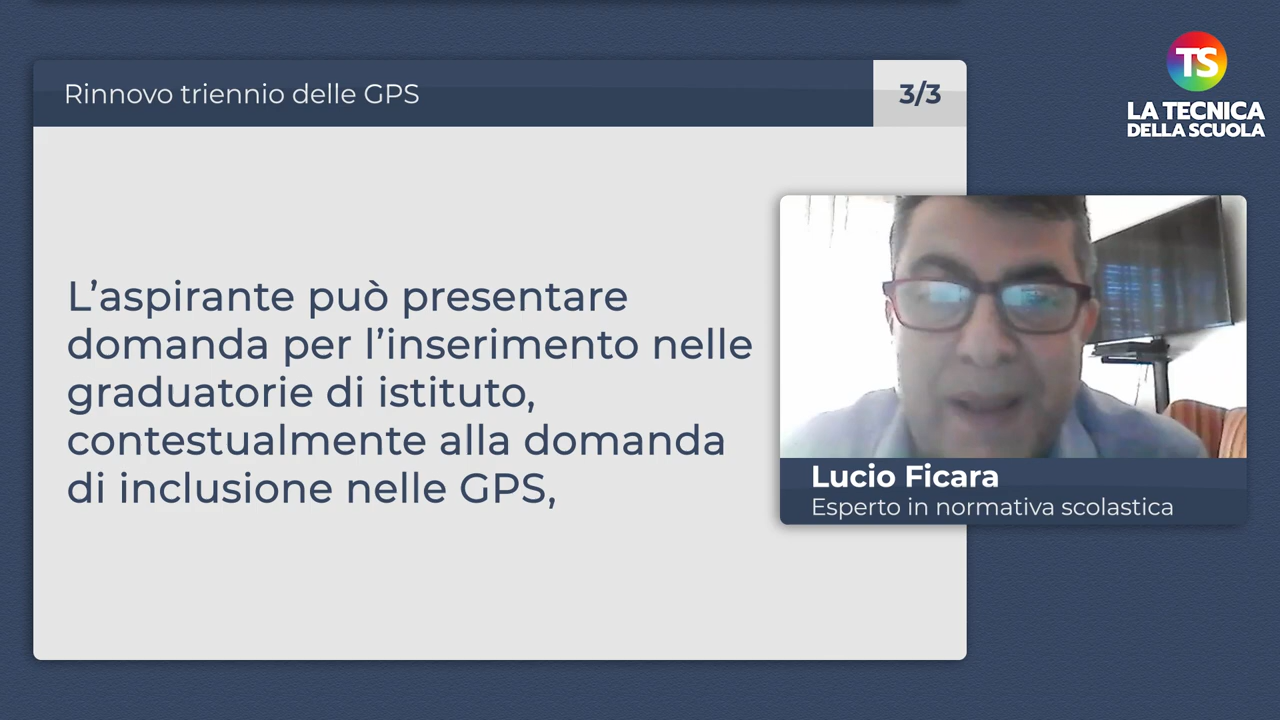 Rinnovo triennio delle GPS
3/3
TS
LA TECNICA
DELLA SCUOLA
L’aspirante può presentare
domanda per l’inserimento nelle
graduatorie di istituto,
contestualmente alla domanda
di inclusione nelle GPS,
Lucio Ficara
Esperto in normativa scolastica